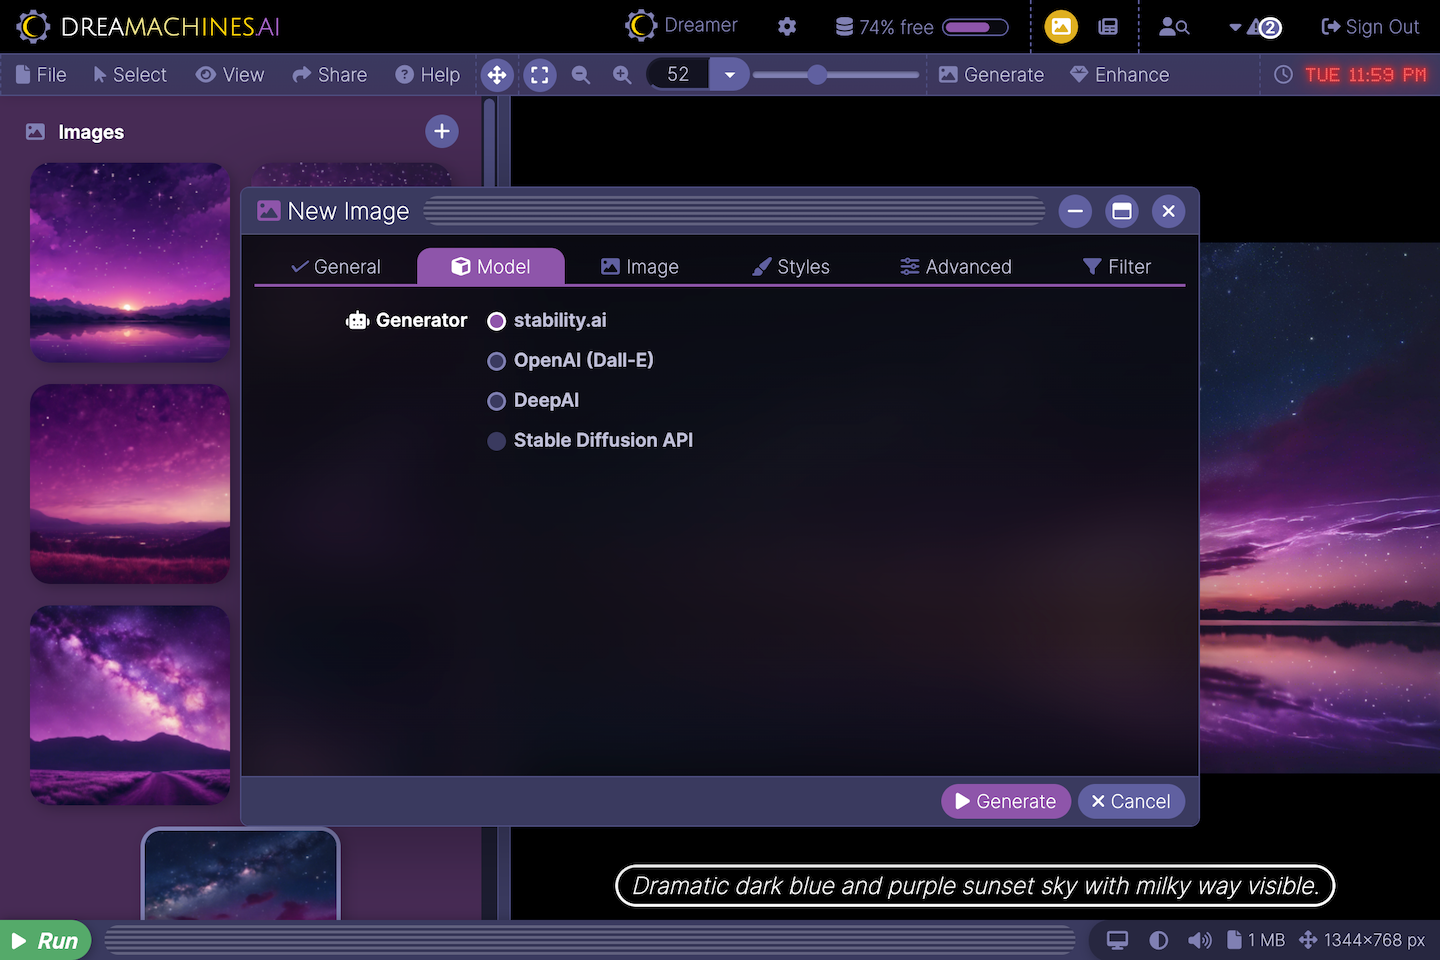 DREAMACHINES.AI
Dreamer
74% free
2
Sign Out
File
Select
View
Share
Help
52
Generate
Enhance
TUE 11:59 PM
Images
New Image
General
Model
Image
Styles
Advanced
Filter
Generator
stability.ai
OpenAI (Dall-E)
DeepAI
Stable Diffusion API
Generate
Cancel
Dramatic dark blue and purple sunset sky with milky way visible.
Run
1 MB
1344×768 px